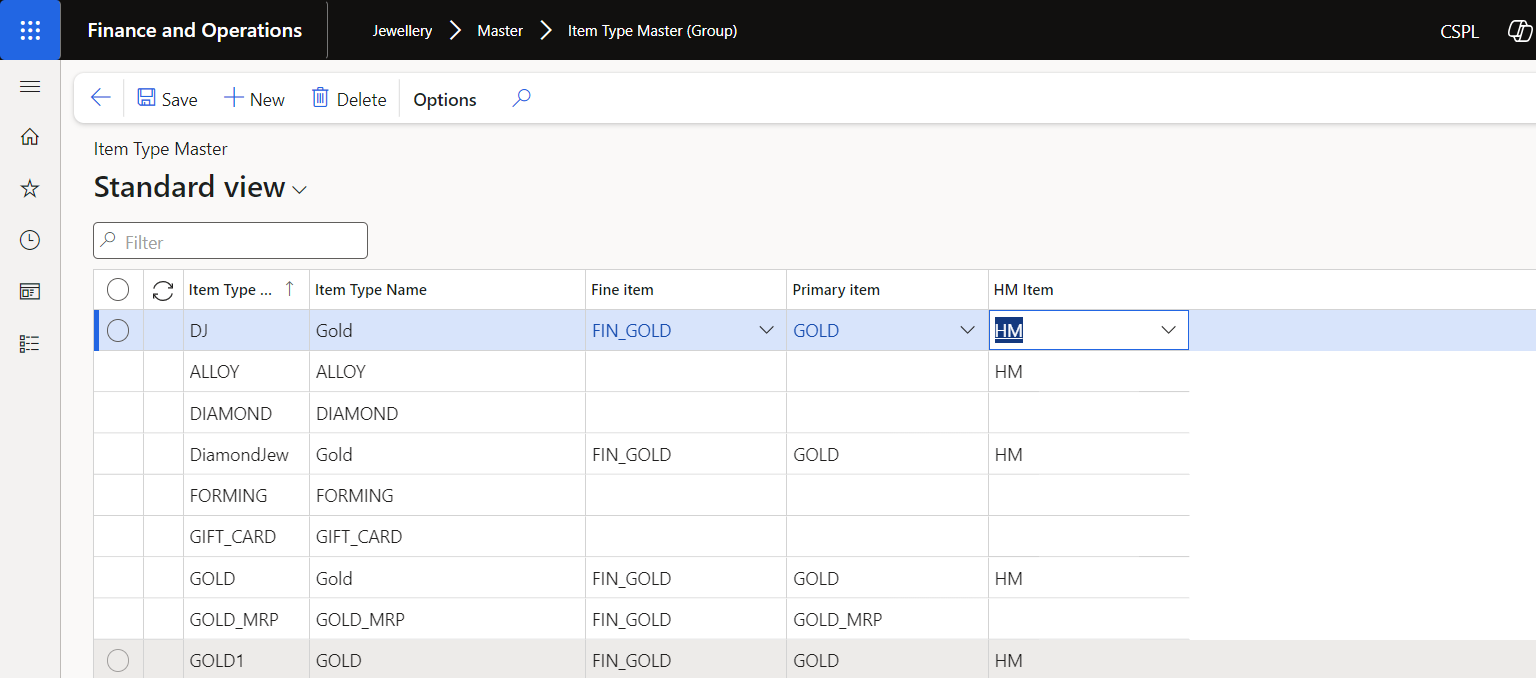 Finance and Operations Jewellery Master Item Type Master (Group) CSPL
Save New Delete Options
Item Type Master
Standard view
Filter
Item Type ... Item Type Name Fine item Primary item HM Item
DJ Gold FIN_GOLD GOLD HM
ALLOY ALLOY HM
DIAMOND DIAMOND
DiamondJew Gold FIN_GOLD GOLD HM
FORMING FORMING
GIFT_CARD GIFT_CARD
GOLD Gold FIN_GOLD GOLD HM
GOLD_MRP GOLD_MRP FIN_GOLD GOLD_MRP
GOLD1 GOLD FIN_GOLD GOLD HM